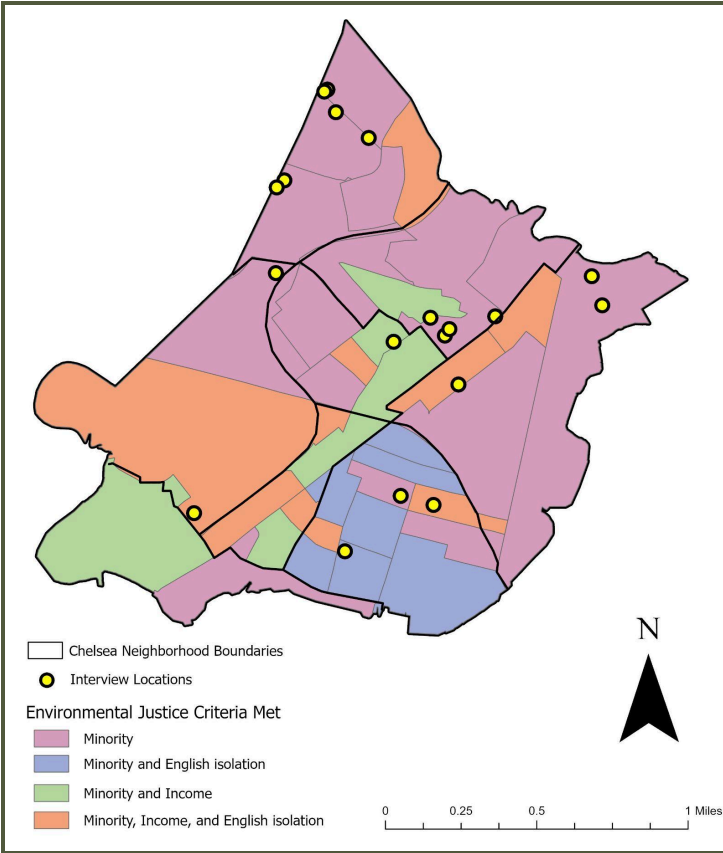 Chelsea Neighborhood Boundaries
Interview Locations
Environmental Justice Criteria Met
Minority
Minority and English isolation
Minority and Income
Minority, Income, and English isolation
N
0 0.25 0.5 1 Miles